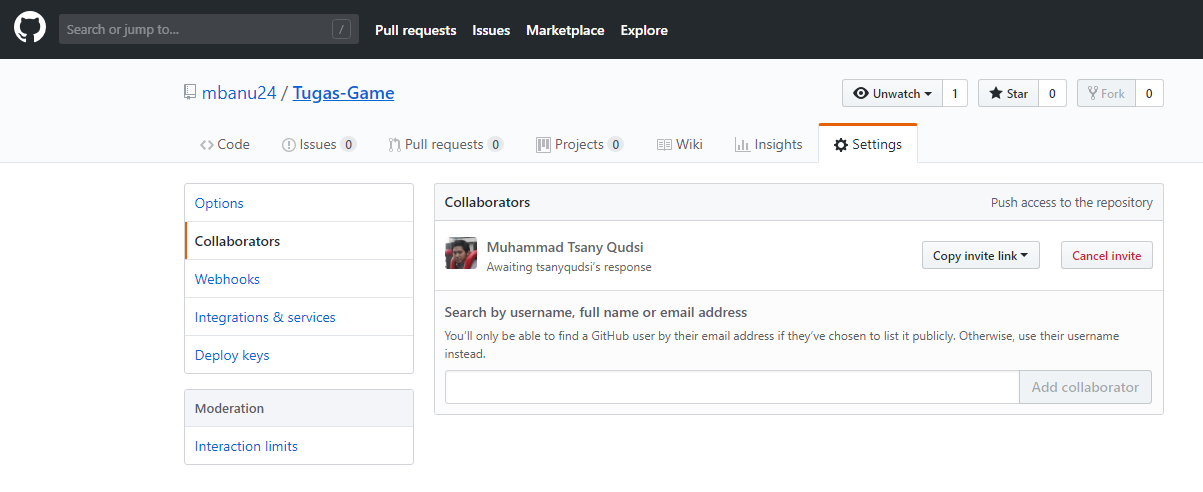 Search or jump to... / Pull requests Issues Marketplace Explore
mbanu24 / Tugas-Game Unwatch 1 Star 0 Fork 0
Code Issues 0 Pull requests 0 Projects 0 Wiki Insights Settings
Options
Collaborators
Webhooks
Integrations & services
Deploy keys
Moderation
Interaction limits
Collaborators Push access to the repository
Muhammad Tsany Qudsi
Awaiting tsanyqudsi's response
Copy invite link Cancel invite
Search by username, full name or email address
You'll only be able to find a GitHub user by their email address if they've chosen to list it publicly. Otherwise, use their username
instead.
Add collaborator